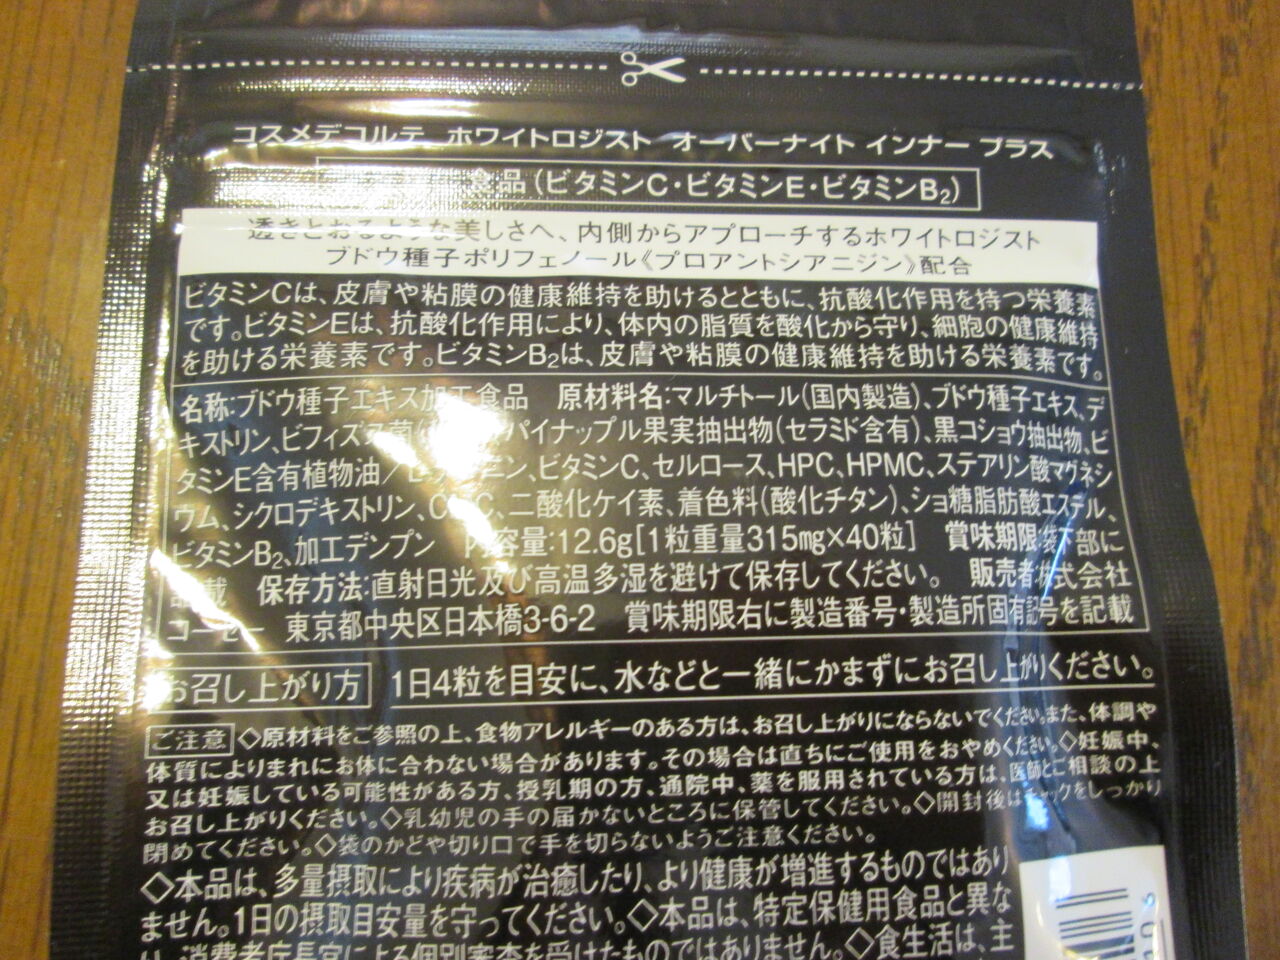 コスメデコルテ ホワイトロジスト オーバーナイト インナー プラス
食品(ビタミンC・ビタミンE・ビタミンB2)
透きとおるような美しさへ、内側からアプローチするホワイトロジスト
ブドウ種子ポリフェノール《プロアントシアニジン》配合
ビタミンCは、皮膚や粘膜の健康維持を助けるとともに、抗酸化作用を持つ栄養素
です。ビタミンEは、抗酸化作用により、体内の脂質を酸化から守り、細胞の健康維持
を助ける栄養素です。ビタミンB2は、皮膚や粘膜の健康維持を助ける栄養素です。
名称:ブドウ種子エキス加工食品 原材料名:マルチトール(国内製造)、ブドウ種子エキス、デ
キストリン、ビフィズス菌 パイナップル果実抽出物(セラミド含有)、黒コショウ抽出物、ビ
タミンE含有植物油/ ン、ビタミンC、セルロース、HPC、HPMC、ステアリン酸マグネシ
ウム、シクロデキストリン、 二酸化ケイ素、着色料(酸化チタン)、ショ糖脂肪酸エステル、
ビタミンB2、加工デンプン 内容量:12.6g[1粒重量315mg×40粒] 賞味期限:袋下部に
記載 保存方法:直射日光及び高温多湿を避けて保存してください。 販売者:株式会社
コーセー 東京都中央区日本橋3-6-2 賞味期限右に製造番号・製造所固有記号を記載
お召し上がり方 1日4粒を目安に、水などと一緒にかまずにお召し上がりください。
ご注意 ◇原材料をご参照の上、食物アレルギーのある方は、お召し上がりにならないでください。また、体調や
体質によりまれにお体に合わない場合があります。その場合は直ちにご使用をおやめください。◇妊娠中、
又は妊娠している可能性がある方、授乳期の方、通院中、薬を服用されている方は、医師とご相談の上
お召し上がりください。◇乳幼児の手の届かないところに保管してください。◇開封後はチャックをしっかり
閉めてください。◇袋のかどや切り口で手を切らないようご注意ください。
◇本品は、多量摂取により疾病が治癒したり、より健康が増進するものではあり
ません。1日の摂取目安量を守ってください。◇本品は、特定保健用食品と異な
り、消費者庁長官による個別審査を受けたものではありません。◇食生活は、主